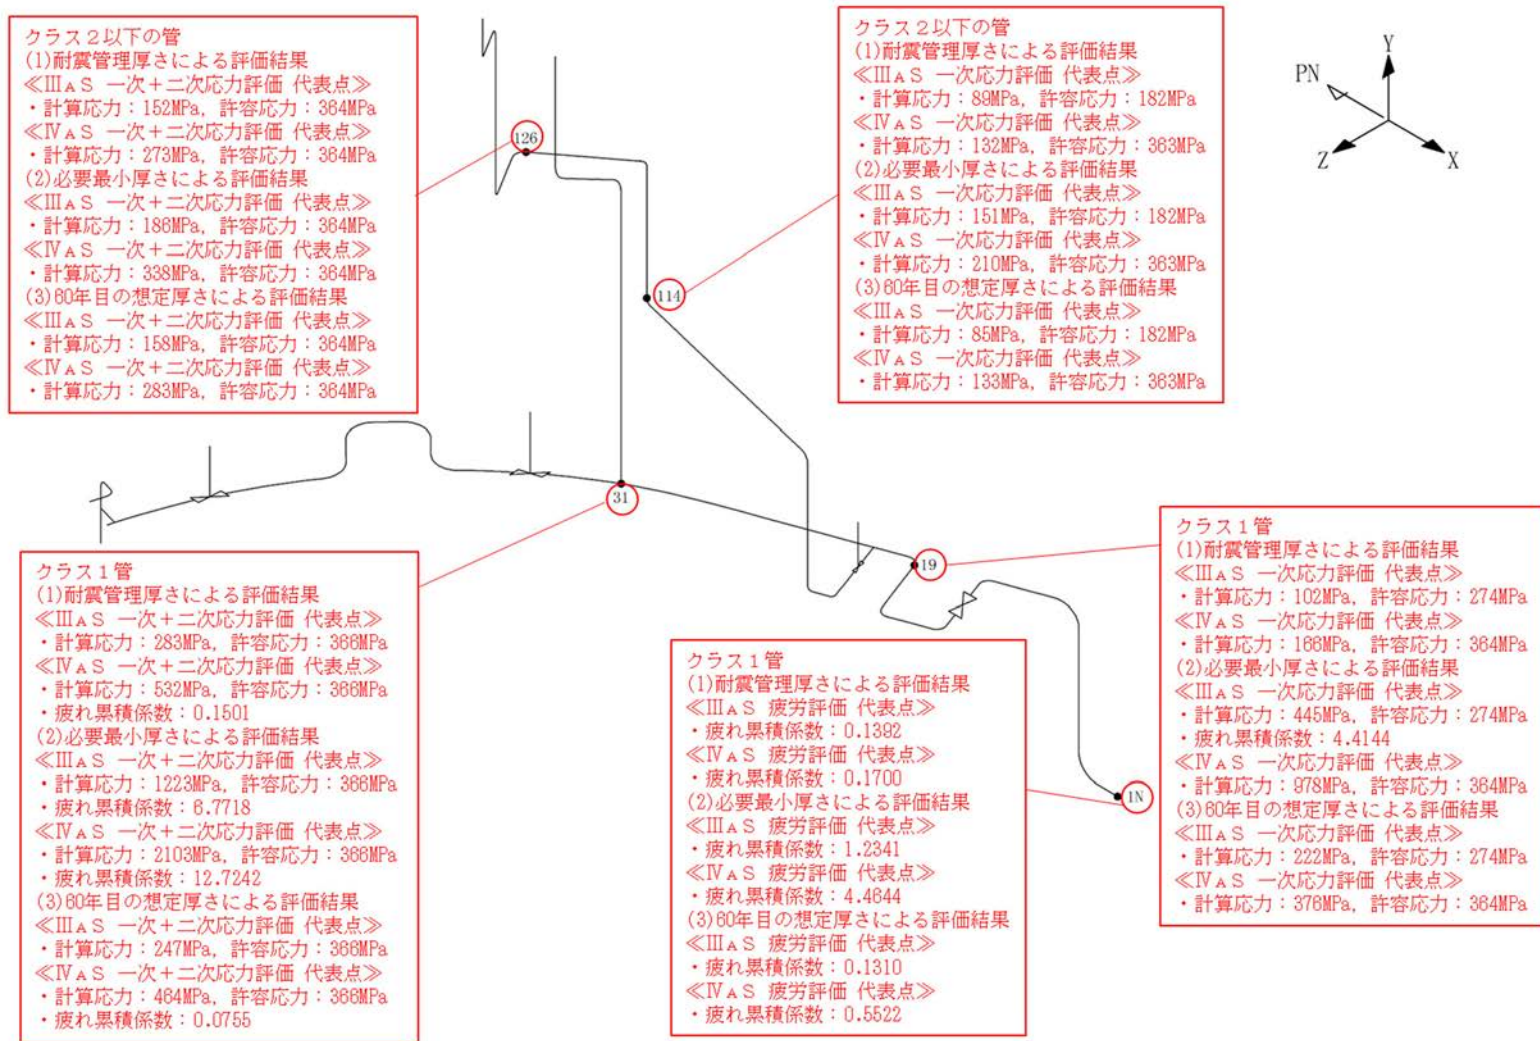 クラス2以下の管
(1)耐震管理厚さによる評価結果
≪ⅢAS 一次+二次応力評価 代表点≫
・計算応力:152MPa, 許容応力:364MPa
≪ⅣAS 一次+二次応力評価 代表点≫
・計算応力:273MPa, 許容応力:364MPa
(2)必要最小厚さによる評価結果
≪ⅢAS 一次+二次応力評価 代表点≫
・計算応力:186MPa, 許容応力:364MPa
≪ⅣAS 一次+二次応力評価 代表点≫
・計算応力:338MPa, 許容応力:364MPa
(3)60年目の想定厚さによる評価結果
≪ⅢAS 一次+二次応力評価 代表点≫
・計算応力:158MPa, 許容応力:364MPa
≪ⅣAS 一次+二次応力評価 代表点≫
・計算応力:283MPa, 許容応力:364MPa
126
クラス2以下の管
(1)耐震管理厚さによる評価結果
≪ⅢAS 一次応力評価 代表点≫
・計算応力:89MPa, 許容応力:182MPa
≪ⅣAS 一次応力評価 代表点≫
・計算応力:132MPa, 許容応力:363MPa
(2)必要最小厚さによる評価結果
≪ⅢAS 一次応力評価 代表点≫
・計算応力:151MPa, 許容応力:182MPa
≪ⅣAS 一次応力評価 代表点≫
・計算応力:210MPa, 許容応力:363MPa
(3)60年目の想定厚さによる評価結果
≪ⅢAS 一次応力評価 代表点≫
・計算応力:85MPa, 許容応力:182MPa
≪ⅣAS 一次応力評価 代表点≫
・計算応力:133MPa, 許容応力:363MPa
114
PN
Y
Z
X
31
19
1N
クラス1管
(1)耐震管理厚さによる評価結果
≪ⅢAS 一次+二次応力評価 代表点≫
・計算応力:283MPa, 許容応力:366MPa
≪ⅣAS 一次+二次応力評価 代表点≫
・計算応力:532MPa, 許容応力:366MPa
・疲れ累積係数:0.1501
(2)必要最小厚さによる評価結果
≪ⅢAS 一次+二次応力評価 代表点≫
・計算応力:1223MPa, 許容応力:366MPa
・疲れ累積係数:6.7718
≪ⅣAS 一次+二次応力評価 代表点≫
・計算応力:2103MPa, 許容応力:366MPa
・疲れ累積係数:12.7242
(3)60年目の想定厚さによる評価結果
≪ⅢAS 一次+二次応力評価 代表点≫
・計算応力:247MPa, 許容応力:366MPa
≪ⅣAS 一次+二次応力評価 代表点≫
・計算応力:464MPa, 許容応力:366MPa
・疲れ累積係数:0.0755
クラス1管
(1)耐震管理厚さによる評価結果
≪ⅢAS 疲労評価 代表点≫
・疲れ累積係数:0.1392
≪ⅣAS 疲労評価 代表点≫
・疲れ累積係数:0.1700
(2)必要最小厚さによる評価結果
≪ⅢAS 疲労評価 代表点≫
・疲れ累積係数:1.2341
≪ⅣAS 疲労評価 代表点≫
・疲れ累積係数:4.4644
(3)60年目の想定厚さによる評価結果
≪ⅢAS 疲労評価 代表点≫
・疲れ累積係数:0.1310
≪ⅣAS 疲労評価 代表点≫
・疲れ累積係数:0.5522
クラス1管
(1)耐震管理厚さによる評価結果
≪ⅢAS 一次応力評価 代表点≫
・計算応力:102MPa, 許容応力:274MPa
≪ⅣAS 一次応力評価 代表点≫
・計算応力:166MPa, 許容応力:364MPa
(2)必要最小厚さによる評価結果
≪ⅢAS 一次応力評価 代表点≫
・計算応力:445MPa, 許容応力:274MPa
・疲れ累積係数:4.4144
≪ⅣAS 一次応力評価 代表点≫
・計算応力:978MPa, 許容応力:364MPa
(3)60年目の想定厚さによる評価結果
≪ⅢAS 一次応力評価 代表点≫
・計算応力:222MPa, 許容応力:274MPa
≪ⅣAS 一次応力評価 代表点≫
・計算応力:376MPa, 許容応力:364MPa